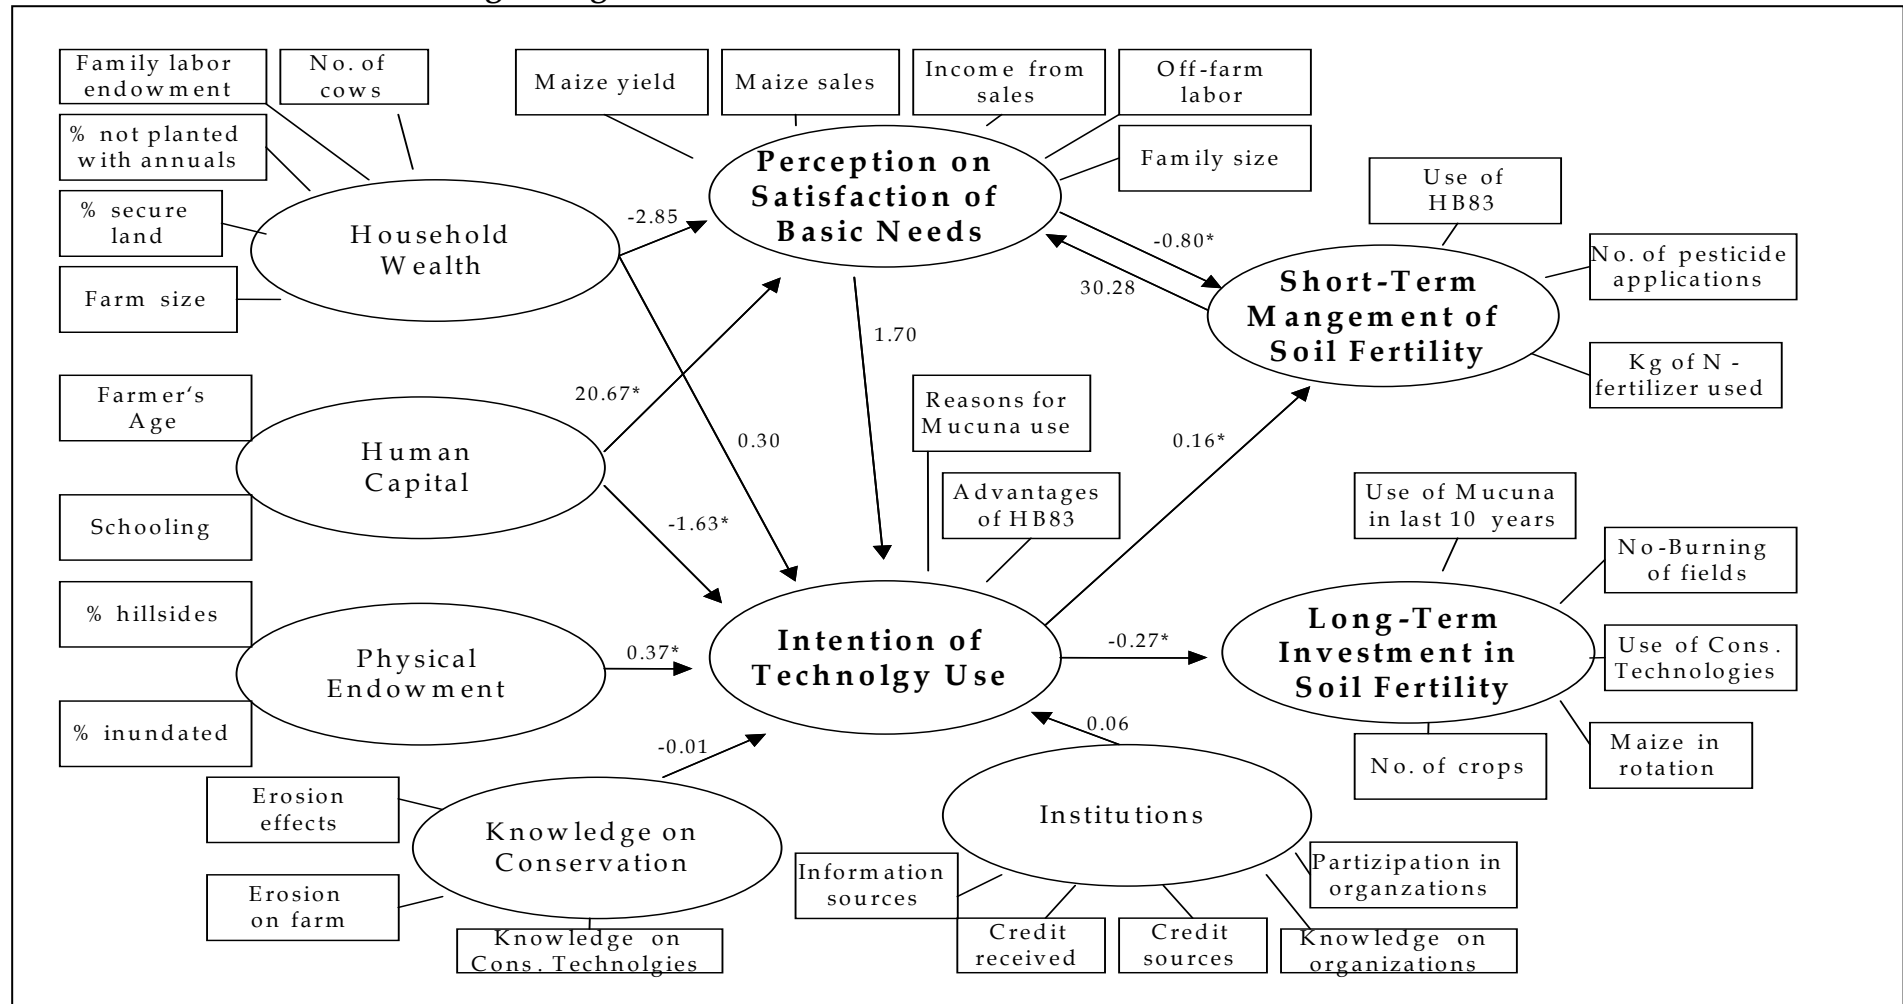 Family labor
endowment
No. of
cows
Maize yield
Maize sales
Income from
sales
Off-farm
labor
% not planted
with annuals
Family size
Perception on
Satisfaction of
Basic Needs
Use of
HB83
% secure
land
-2.85
Household
Wealth
-0.80*
No. of pesticide
applications
Farm size
30.28
Short-Term
Mangement of
Soil Fertility
1.70
Kg of N -
fertilizer used
Farmer‘s
Age
20.67*
Reasons for
Mucuna use
0.30
0.16*
Human
Capital
Advantages
of HB83
Use of Mucuna
in last 10 years
Schooling
-1.63*
No-Burning
of fields
% hillsides
Intention of
Technolgy Use
-0.27*
Long-Term
Investment in
Soil Fertility
Use of Cons.
Technologies
Physical
Endowment
0.37*
% inundated
-0.01
0.06
No. of crops
Maize in
rotation
Erosion
effects
Knowledge on
Conservation
Institutions
Information
sources
Partizipation in
organzations
Erosion
on farm
Knowledge on
Cons. Technolgies
Credit
received
Credit
sources
Knowledge on
organizations